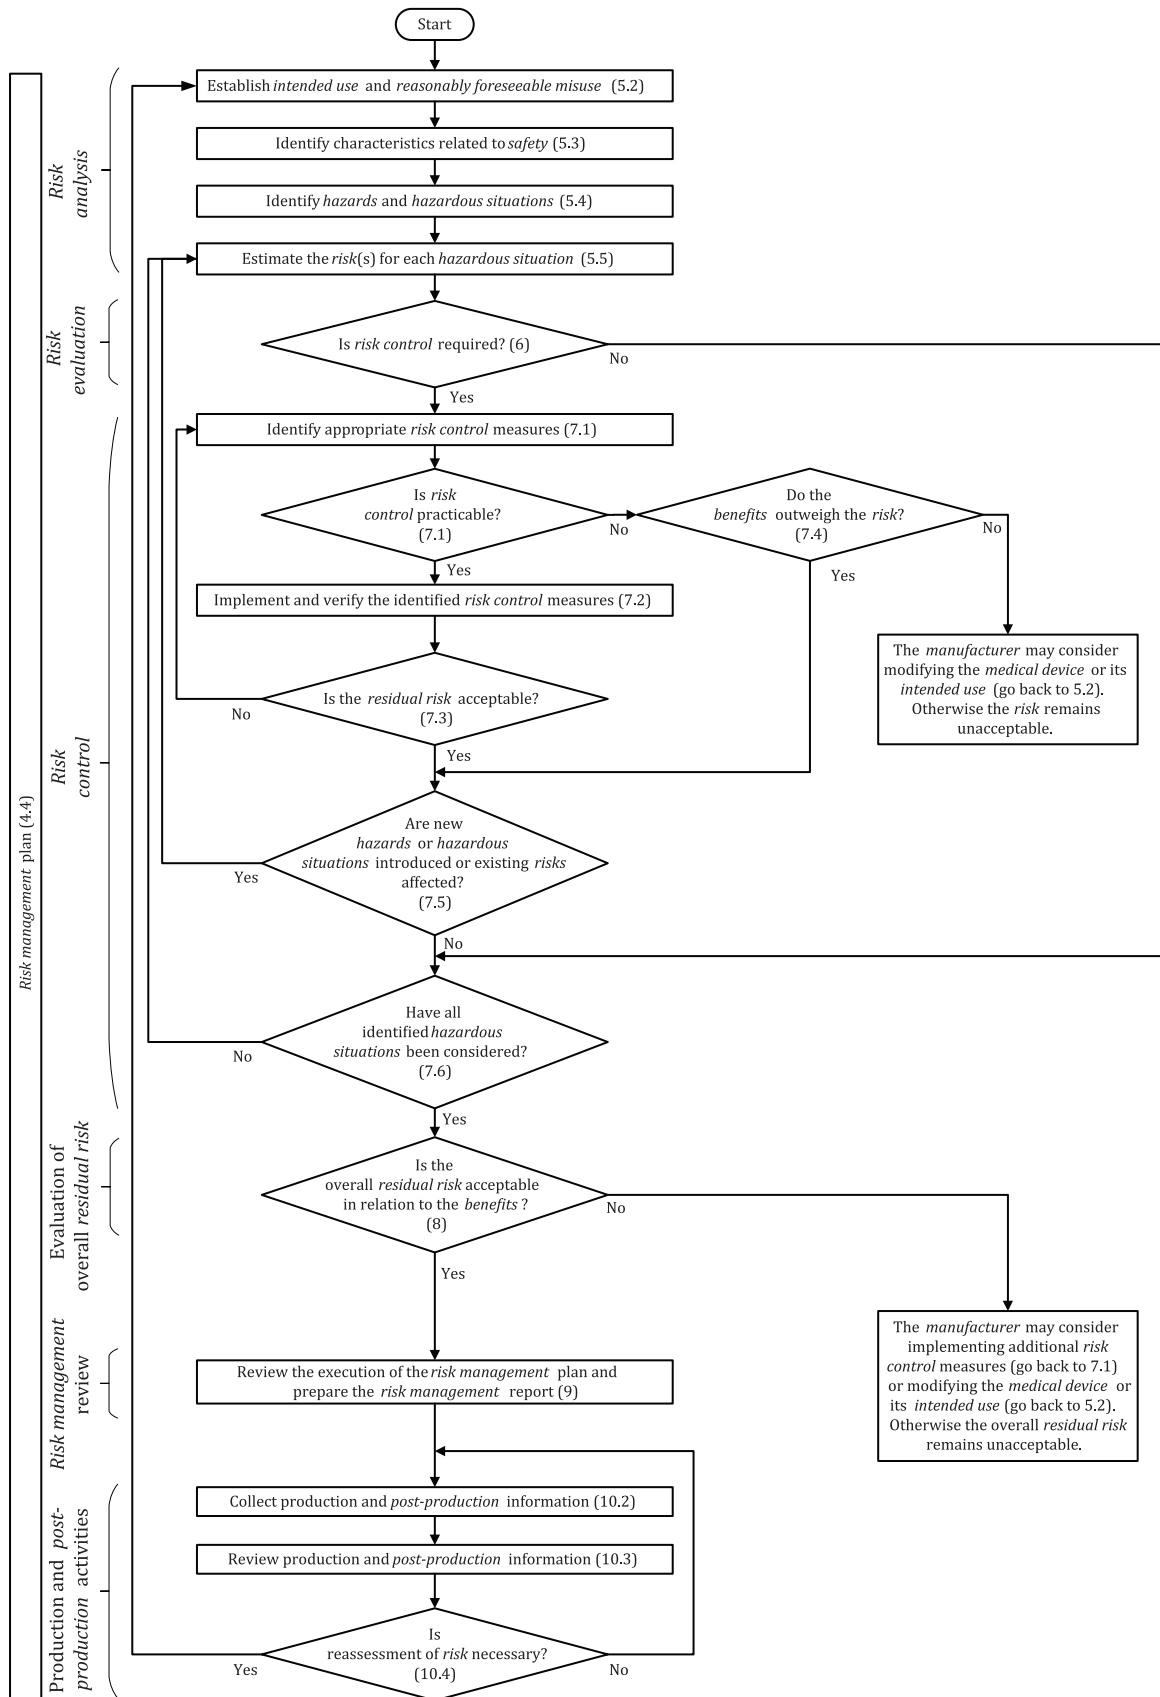 Start
Risk management plan (4.4)
Risk
analysis
Establish intended use and reasonably foreseeable misuse (5.2)
Identify characteristics related to safety (5.3)
Identify hazards and hazardous situations (5.4)
Estimate the risk(s) for each hazardous situation (5.5)
Risk
evaluation
Is risk control required? (6)
No
Yes
Risk
control
Identify appropriate risk control measures (7.1)
Is risk
control practicable?
(7.1)
No
Yes
Do the
benefits outweigh the risk?
(7.4)
No
Yes
Implement and verify the identified risk control measures (7.2)
The manufacturer may consider
modifying the medical device or its
intended use (go back to 5.2).
Otherwise the risk remains
unacceptable.
Is the residual risk acceptable?
(7.3)
No
Yes
Are new
hazards or hazardous
situations introduced or existing risks
affected?
(7.5)
Yes
No
Have all
identified hazardous
situations been considered?
(7.6)
No
Yes
Evaluation of
overall residual risk
Is the
overall residual risk acceptable
in relation to the benefits ?
(8)
No
Yes
The manufacturer may consider
implementing additional risk
control measures (go back to 7.1)
or modifying the medical device or
its intended use (go back to 5.2).
Otherwise the overall residual risk
remains unacceptable.
Risk management
review
Review the execution of the risk management plan and
prepare the risk management report (9)
Production and post-
production activities
Collect production and post-production information (10.2)
Review production and post-production information (10.3)
Is
reassessment of risk necessary?
(10.4)
Yes
No